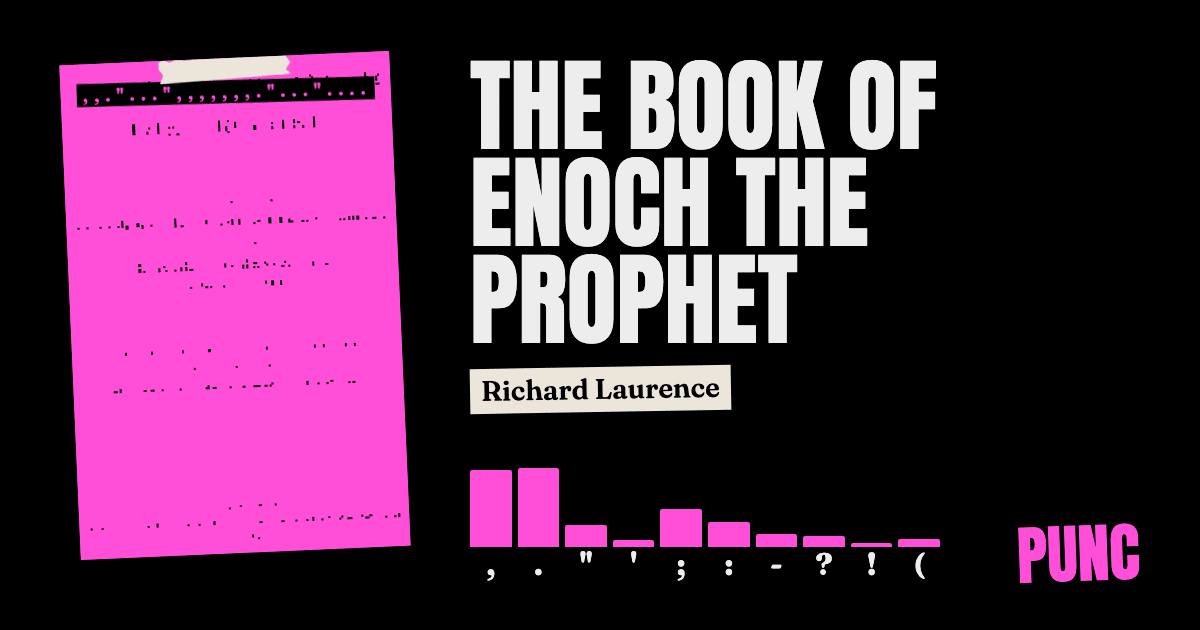 ,,."...",,,,,,,,."..."....
THE BOOK OF
ENOCH THE
PROPHET
Richard Laurence
, . " ' ; : - ? ! (
PUNC